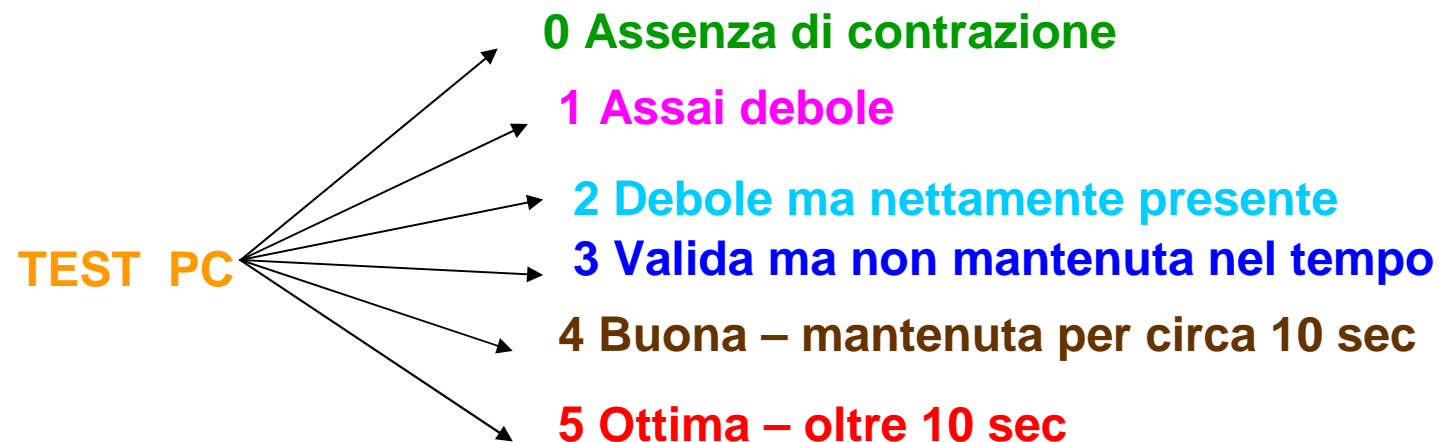 0 Assenza di contrazione
1 Assai debole
2 Debole ma nettamente presente
TEST PC
3 Valida ma non mantenuta nel tempo
4 Buona – mantenuta per circa 10 sec
5 Ottima – oltre 10 sec